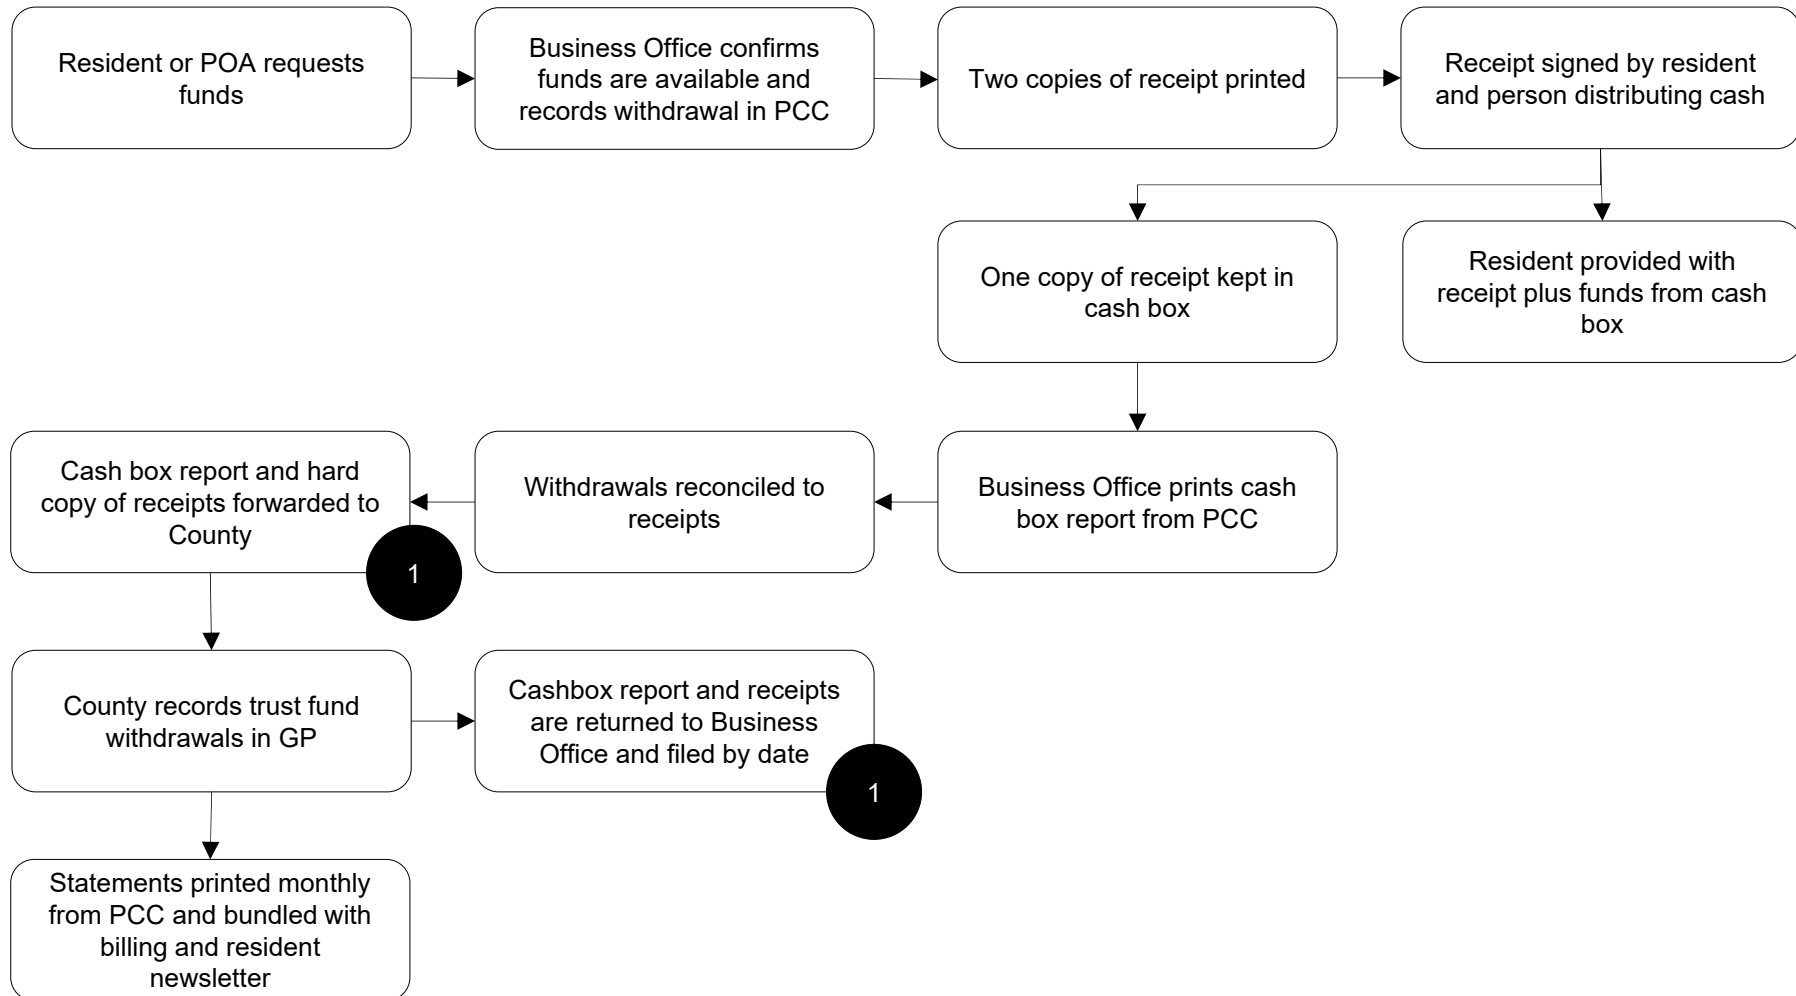 Resident or POA requests
funds
Business Office confirms
funds are available and
records withdrawal in PCC
Two copies of receipt printed
Receipt signed by resident
and person distributing cash
One copy of receipt kept in
cash box
Resident provided with
receipt plus funds from cash
box
Cash box report and hard
copy of receipts forwarded to
County
1
Withdrawals reconciled to
receipts
Business Office prints cash
box report from PCC
County records trust fund
withdrawals in GP
Cashbox report and receipts
are returned to Business
Office and filed by date
1
Statements printed monthly
from PCC and bundled with
billing and resident
newsletter